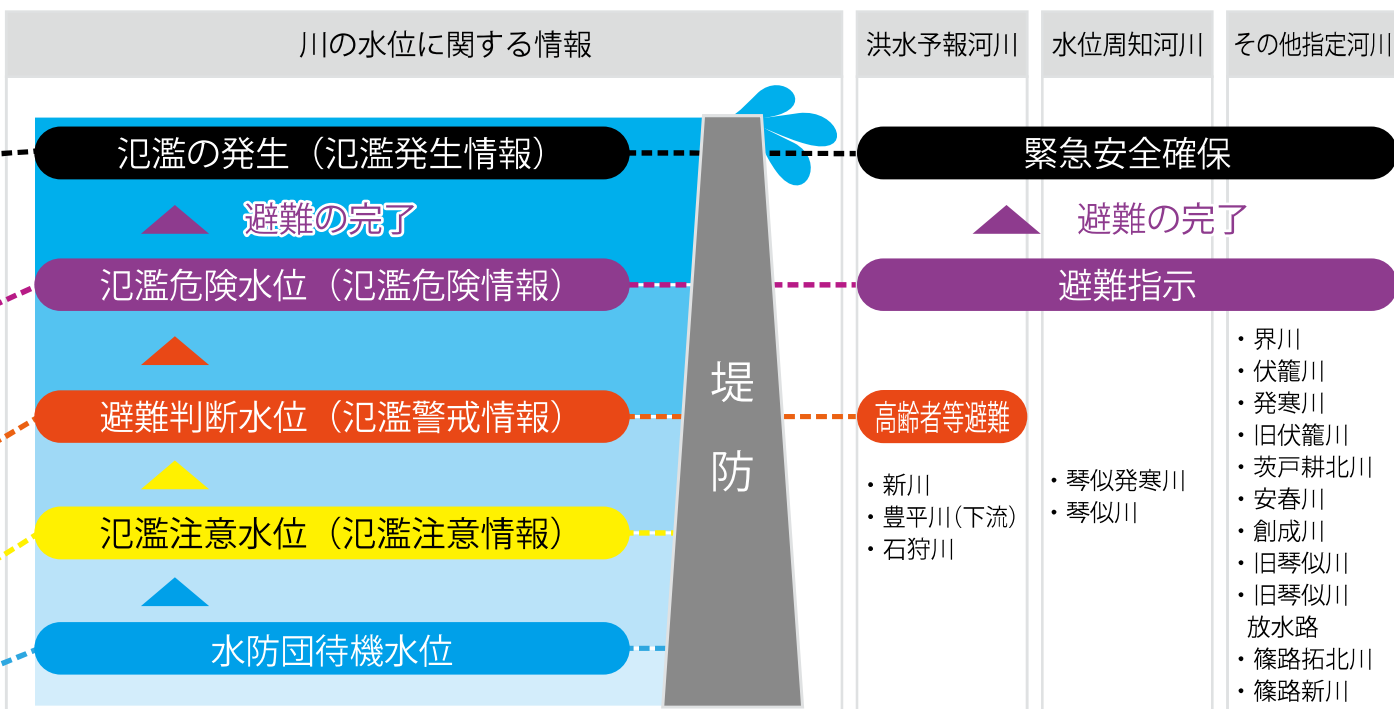 川の水位に関する情報
洪水予報河川
水位周知河川
その他指定河川
氾濫の発生（氾濫発生情報）
緊急安全確保
避難の完了
避難の完了
氾濫危険水位（氾濫危険情報）
避難指示
避難判断水位（氾濫警戒情報）
高齢者等避難
氾濫注意水位（氾濫注意情報）
水防団待機水位
堤
防
・新川
・豊平川(下流)
・石狩川
・琴似発寒川
・琴似川
・界川
・伏籠川
・発寒川
・旧伏籠川
・茨戸耕北川
・安春川
・創成川
・旧琴似川
・旧琴似川
放水路
・篠路拓北川
・篠路新川